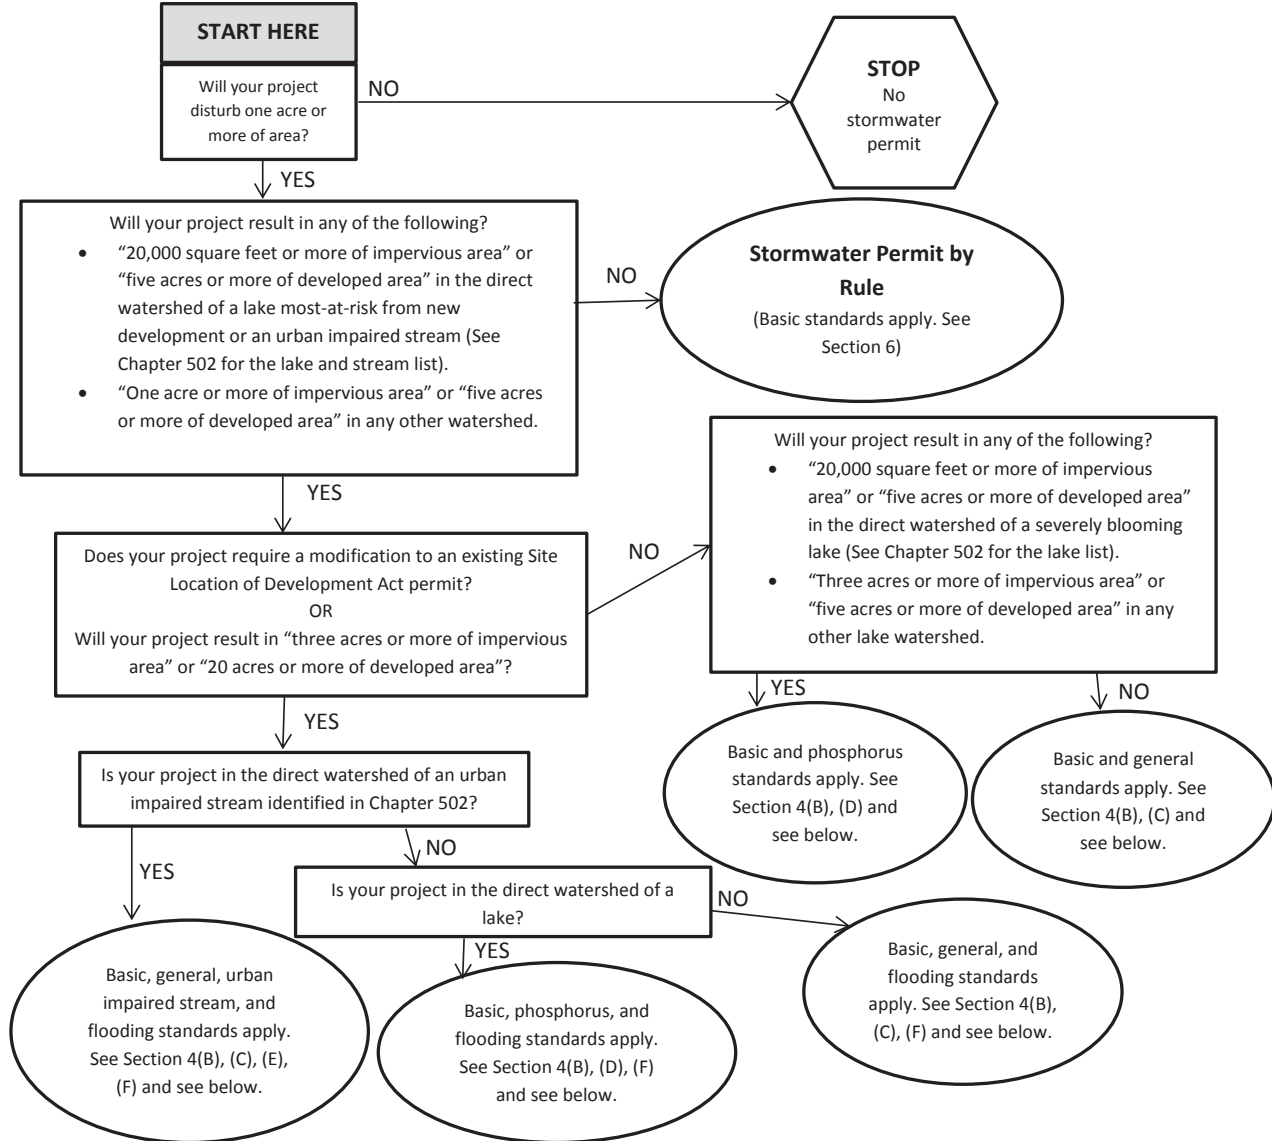 START HERE
Will your project
disturb one acre or
more of area?
NO
STOP
No
stormwater
permit
YES
Will your project result in any of the following?
• “20,000 square feet or more of impervious area” or
“five acres or more of developed area” in the direct
watershed of a lake most-at-risk from new
development or an urban impaired stream (See
Chapter 502 for the lake and stream list).
• “One acre or more of impervious area” or “five acres
or more of developed area” in any other watershed.
NO
Stormwater Permit by
Rule
(Basic standards apply. See
Section 6)
YES
Does your project require a modification to an existing Site
Location of Development Act permit?
OR
Will your project result in “three acres or more of impervious
area” or “20 acres or more of developed area”?
NO
Will your project result in any of the following?
• “20,000 square feet or more of impervious
area” or “five acres or more of developed area”
in the direct watershed of a severely blooming
lake (See Chapter 502 for the lake list).
• “Three acres or more of impervious area” or
“five acres or more of developed area” in any
other lake watershed.
YES
Basic and phosphorus
standards apply. See
Section 4(B), (D) and
see below.
NO
Basic and general
standards apply. See
Section 4(B), (C) and
see below.
YES
Is your project in the direct watershed of an urban
impaired stream identified in Chapter 502?
YES
Basic, general, urban
impaired stream, and
flooding standards apply.
See Section 4(B), (C), (E),
(F) and see below.
NO
Is your project in the direct watershed of a
lake?
YES
Basic, phosphorus, and
flooding standards apply.
See Section 4(B), (D), (F)
and see below.
NO
Basic, general, and
flooding standards
apply. See Section 4(B),
(C), (F) and see below.